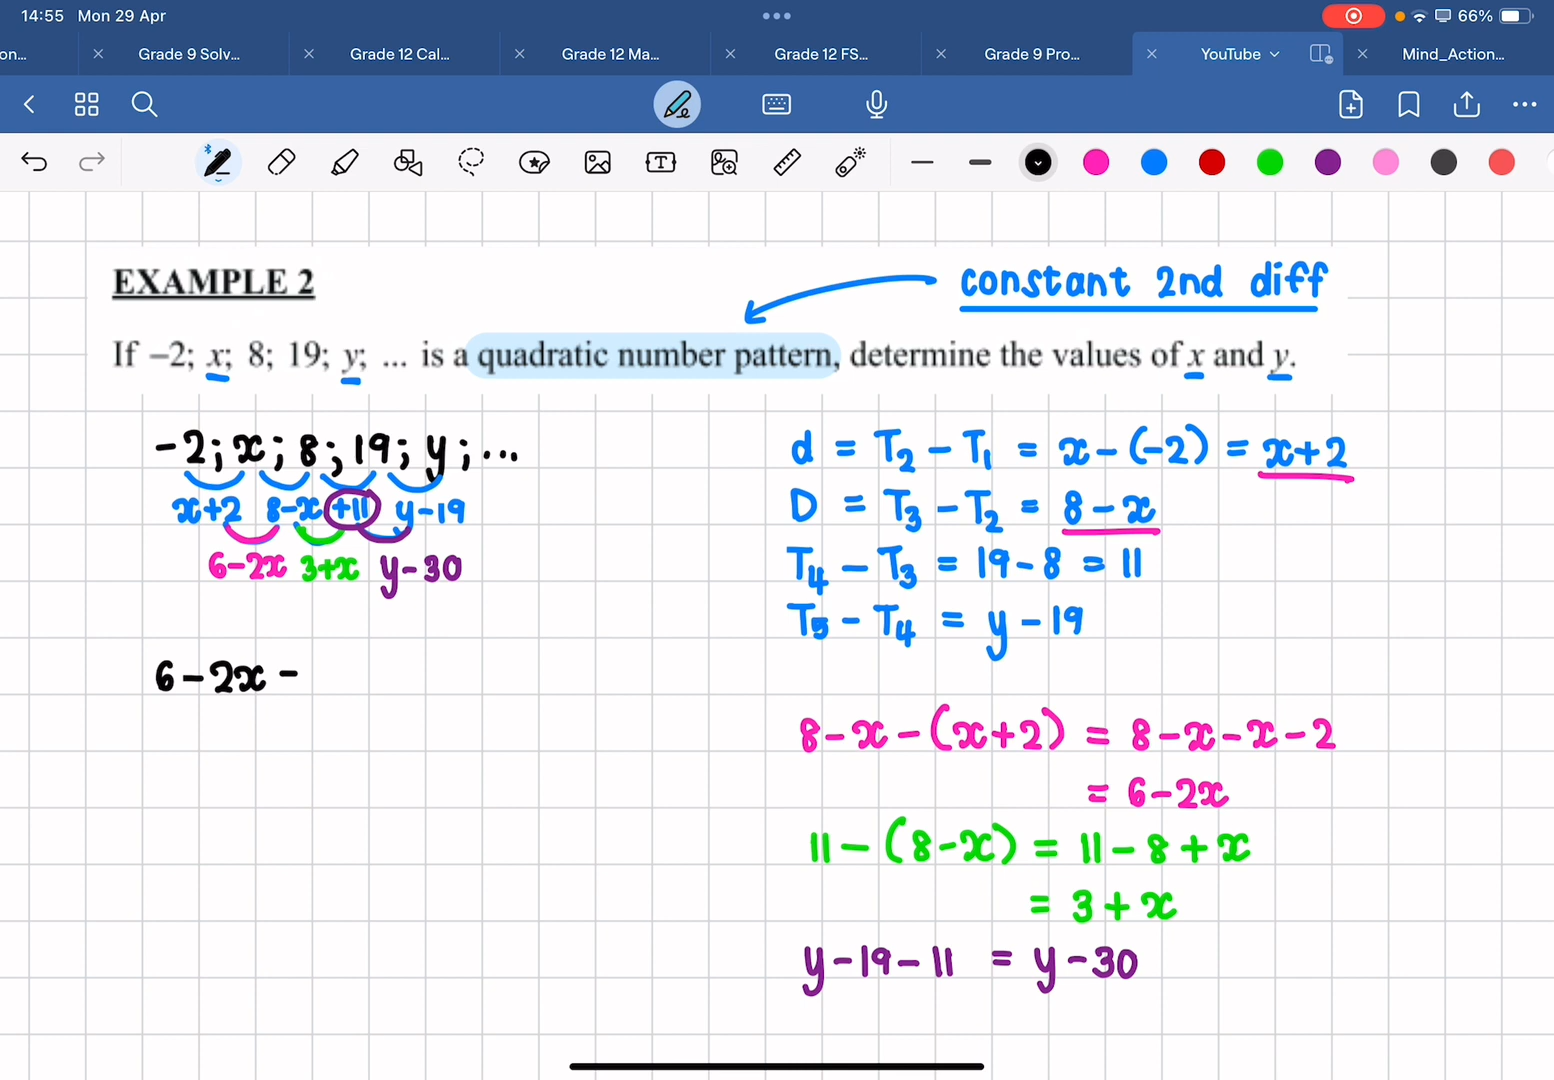 14:55 Mon 29 Apr
66%
on...
Grade 9 Solv...
Grade 12 Cal...
Grade 12 Ma...
Grade 12 FS...
Grade 9 Pro...
YouTube
Mind_Action...
EXAMPLE 2
constant 2nd diff
If –2; x; 8; 19; y; ... is a quadratic number pattern, determine the values of x and y.
-2; x; 8; 19; y; ...
x+2 8-x +11 y-19
6-2x 3+x y-30
6-2x -
d = T₂ - T₁ = x-(-2) = x+2
D = T₃ - T₂ = 8-x
T₄ - T₃ = 19-8 = 11
T₅ - T₄ = y-19
8-x-(x+2) = 8-x-x-2
= 6-2x
11-(8-x) = 11-8+x
= 3+x
y-19-11 = y-30